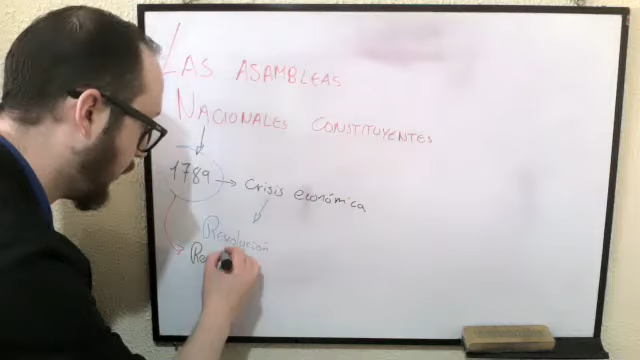 LAS ASAMBLEAS
NACIONALES CONSTITUYENTES
1789 → Crisis económica
Revolución
Re